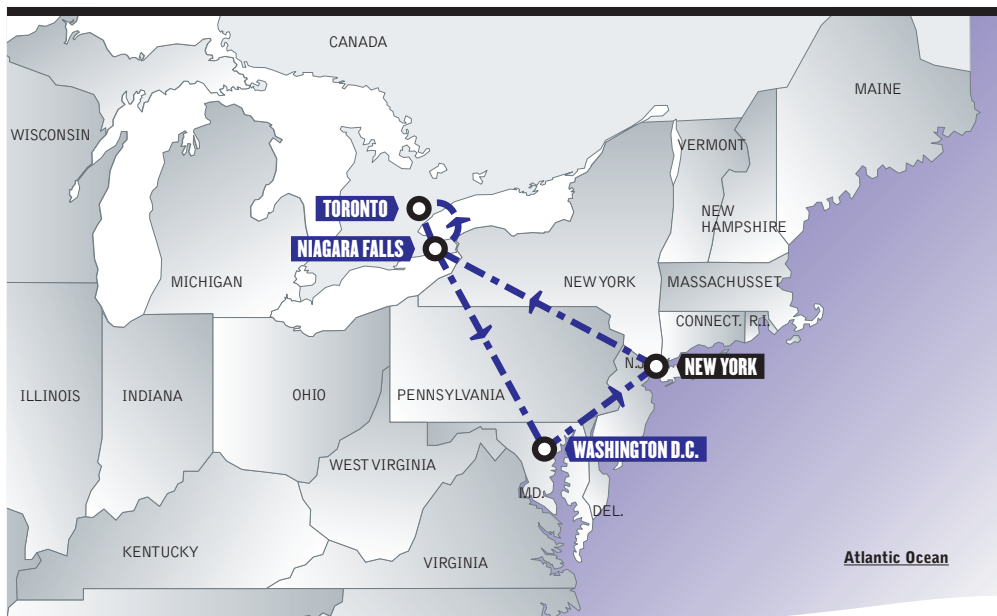 CANADA
MAINE
WISCONSIN
VERMONT
TORONTO
NEW
HAMPSHIRE
NIAGARA FALLS
MICHIGAN
NEW YORK
MASSACHUSSET
CONNECT. R.I.
N.J.
NEW YORK
ILLINOIS
INDIANA
OHIO
PENNSYLVANIA
WASHINGTON D.C.
WEST VIRGINIA
MD.
DEL.
KENTUCKY
VIRGINIA
Atlantic Ocean